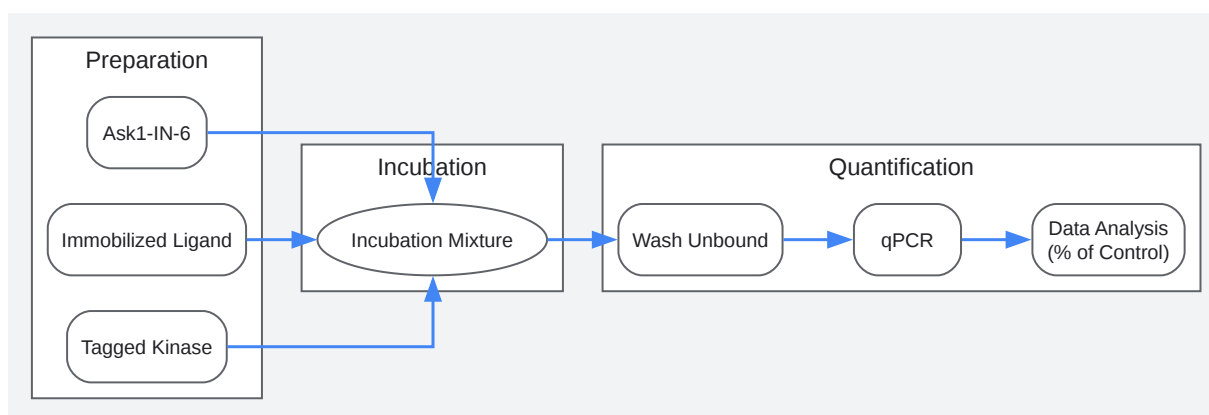 Preparation
Ask1-IN-6
Immobilized Ligand
Tagged Kinase
Incubation
Incubation Mixture
Quantification
Wash Unbound
qPCR
Data Analysis
(% of Control)